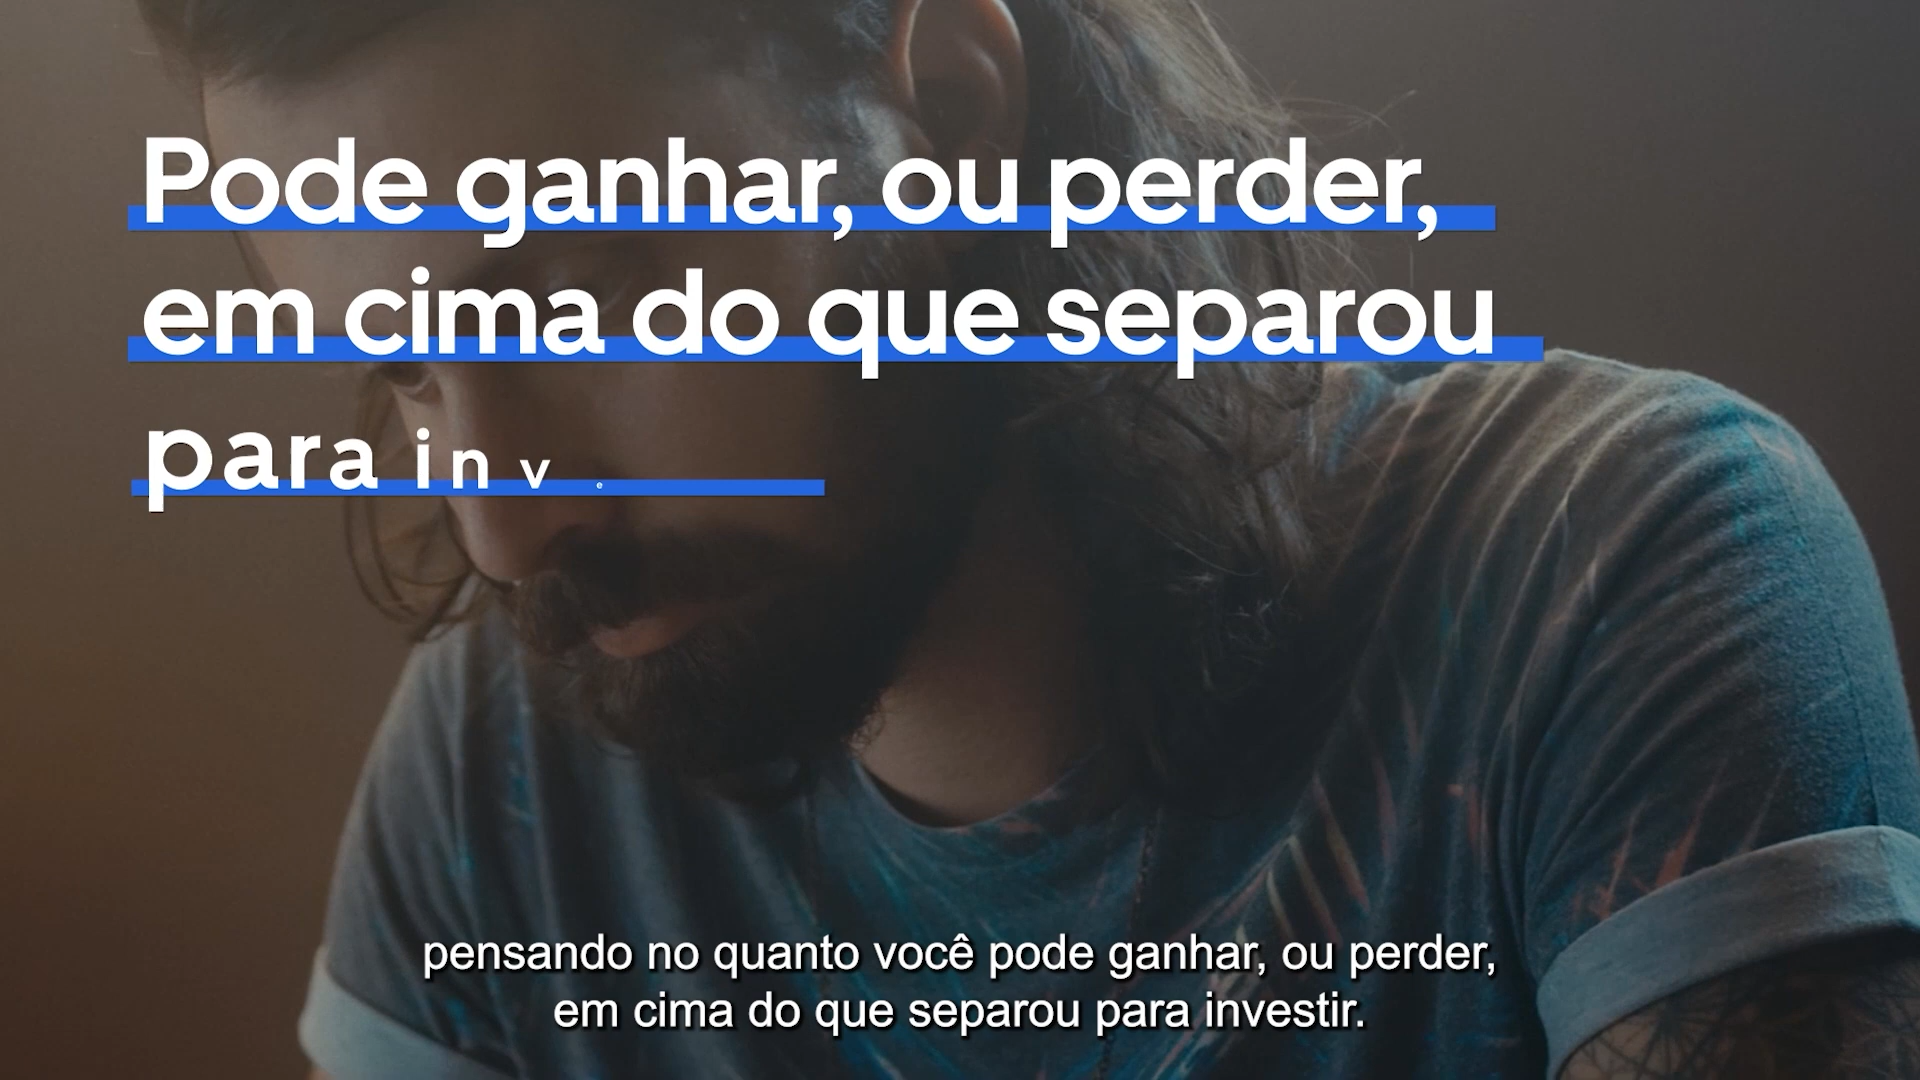 Pode ganhar, ou perder,
em cima do que separou
para inve
pensando no quanto você pode ganhar, ou perder,
em cima do que separou para investir.